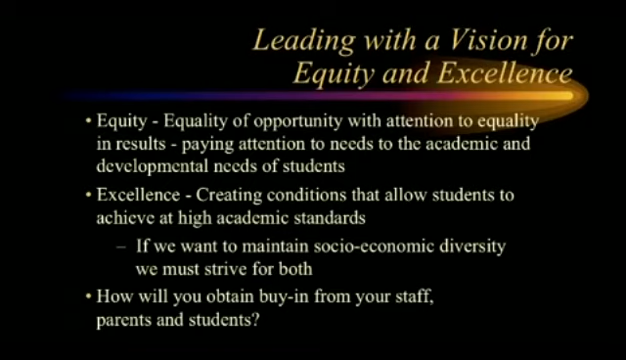 Leading with a Vision for
Equity and Excellence
• Equity - Equality of opportunity with attention to equality
in results - paying attention to needs to the academic and
developmental needs of students
• Excellence - Creating conditions that allow students to
achieve at high academic standards
– If we want to maintain socio-economic diversity
we must strive for both
• How will you obtain buy-in from your staff,
parents and students?